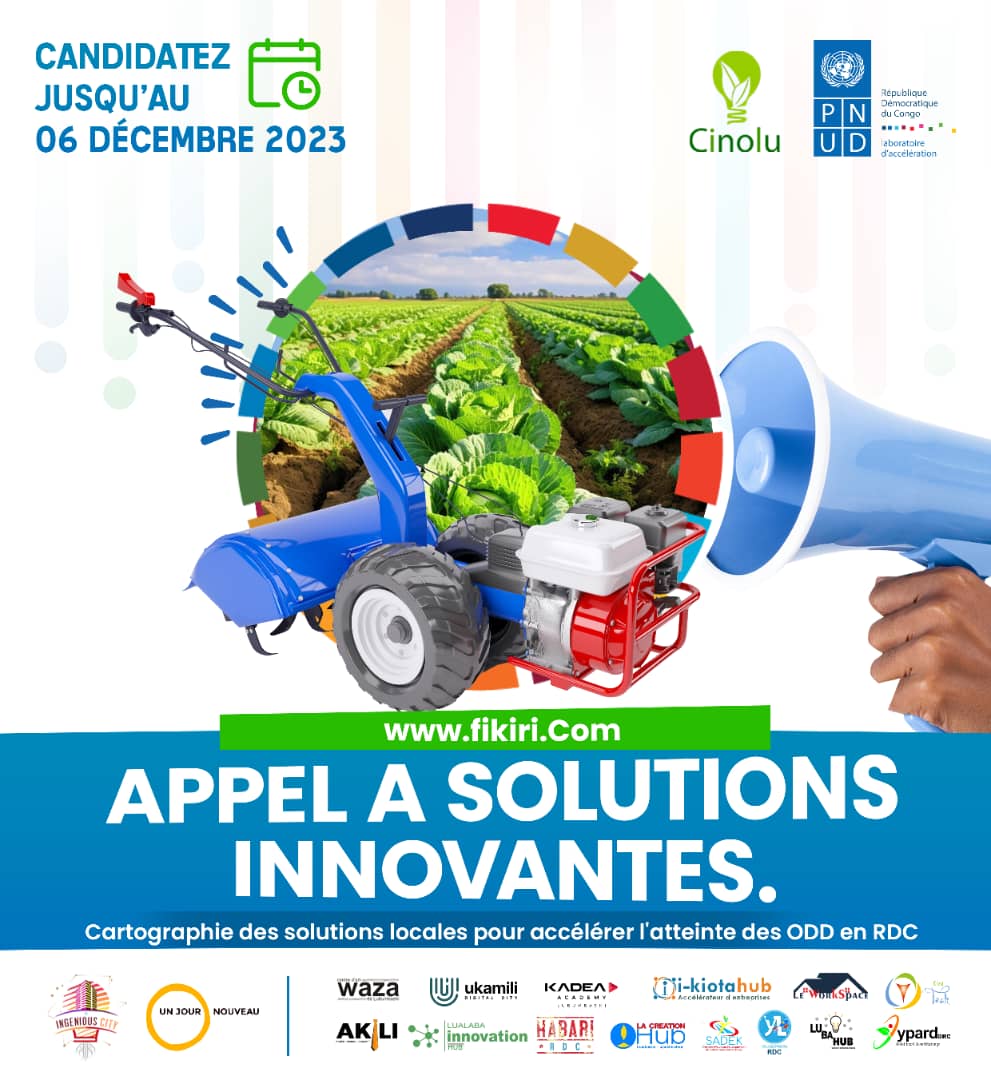 CANDIDATEZ
JUSQU'AU
06 DÉCEMBRE 2023
Cinolu
PN
UD
République
Démocratique
du Congo
laboratoire
d'accélération
www.fikiri.Com
APPEL A SOLUTIONS
INNOVANTES.
Cartographie des solutions locales pour accélérer l'atteinte des ODD en RDC
INGENIOUS CITY
UN JOUR NOUVEAU
waza
ukamili
DIGITAL CITY
KADEA
ACADEMY
i-kiotahub
Accélérateur d'entreprises
LE "WORKSPACE
AKILI
LUALABA
innovation
HUB
HABARI
RDC
LA CREATION
Hub
SADEK
RDC
LUBA
HUB
ypard